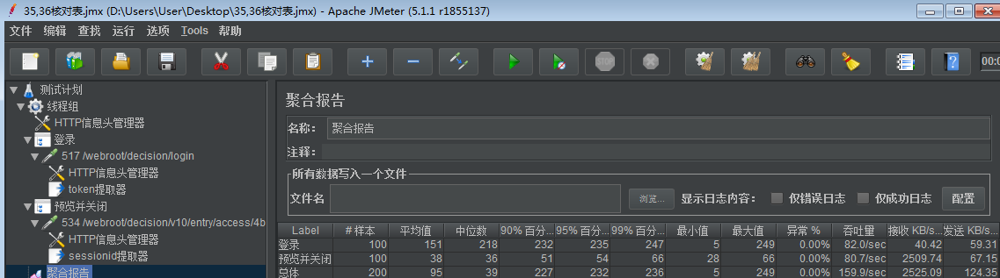 35,36核对表.jmx (D:\Users\User\Desktop\35,36核对表.jmx) - Apache JMeter (5.1.1 r1855137)
文件 编辑 查找 运行 选项 Tools 帮助
STOP
00:0
测试计划
线程组
HTTP信息头管理器
登录
517 /webroot/decision/login
HTTP信息头管理器
token提取器
预览并关闭
534 /webroot/decision/v10/entry/access/4b
HTTP信息头管理器
sessionid提取器
聚合报告
聚合报告
名称： 聚合报告
注释：
所有数据写入一个文件
文件名 浏览... 显示日志内容： 仅错误日志 仅成功日志 配置
Label # 样本 平均值 中位数 90% 百分... 95% 百分... 99% 百分... 最小值 最大值 异常 % 吞吐量 接收 KB/s... 发送 KB/s...
登录 100 151 218 232 235 247 5 249 0.00% 82.0/sec 40.42 59.31
预览并关闭 100 38 36 51 54 66 28 66 0.00% 80.7/sec 2509.74 67.15
总体 200 95 39 227 232 236 5 249 0.00% 159.9/sec 2525.09 124.35